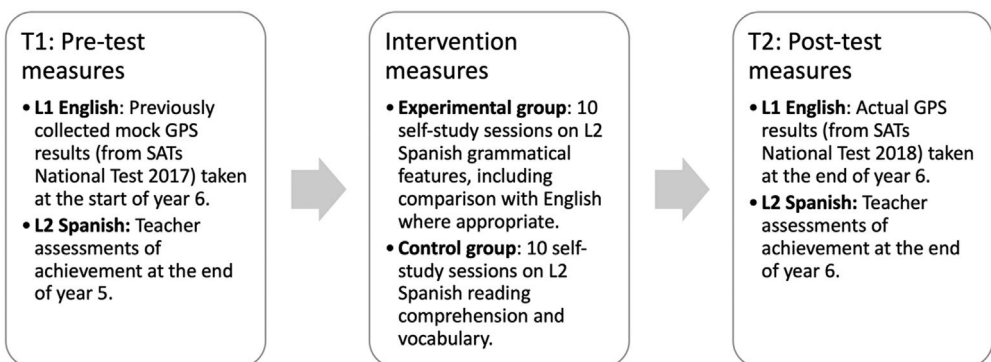 T1: Pre-test
measures
• L1 English: Previously
collected mock GPS
results (from SATs
National Test 2017) taken
at the start of year 6.
• L2 Spanish: Teacher
assessments of
achievement at the end
of year 5.
Intervention
measures
• Experimental group: 10
self-study sessions on L2
Spanish grammatical
features, including
comparison with English
where appropriate.
• Control group: 10 self-
study sessions on L2
Spanish reading
comprehension and
vocabulary.
T2: Post-test
measures
• L1 English: Actual GPS
results (from SATs
National Test 2018) taken
at the end of year 6.
• L2 Spanish: Teacher
assessments of
achievement at the end of
year 6.